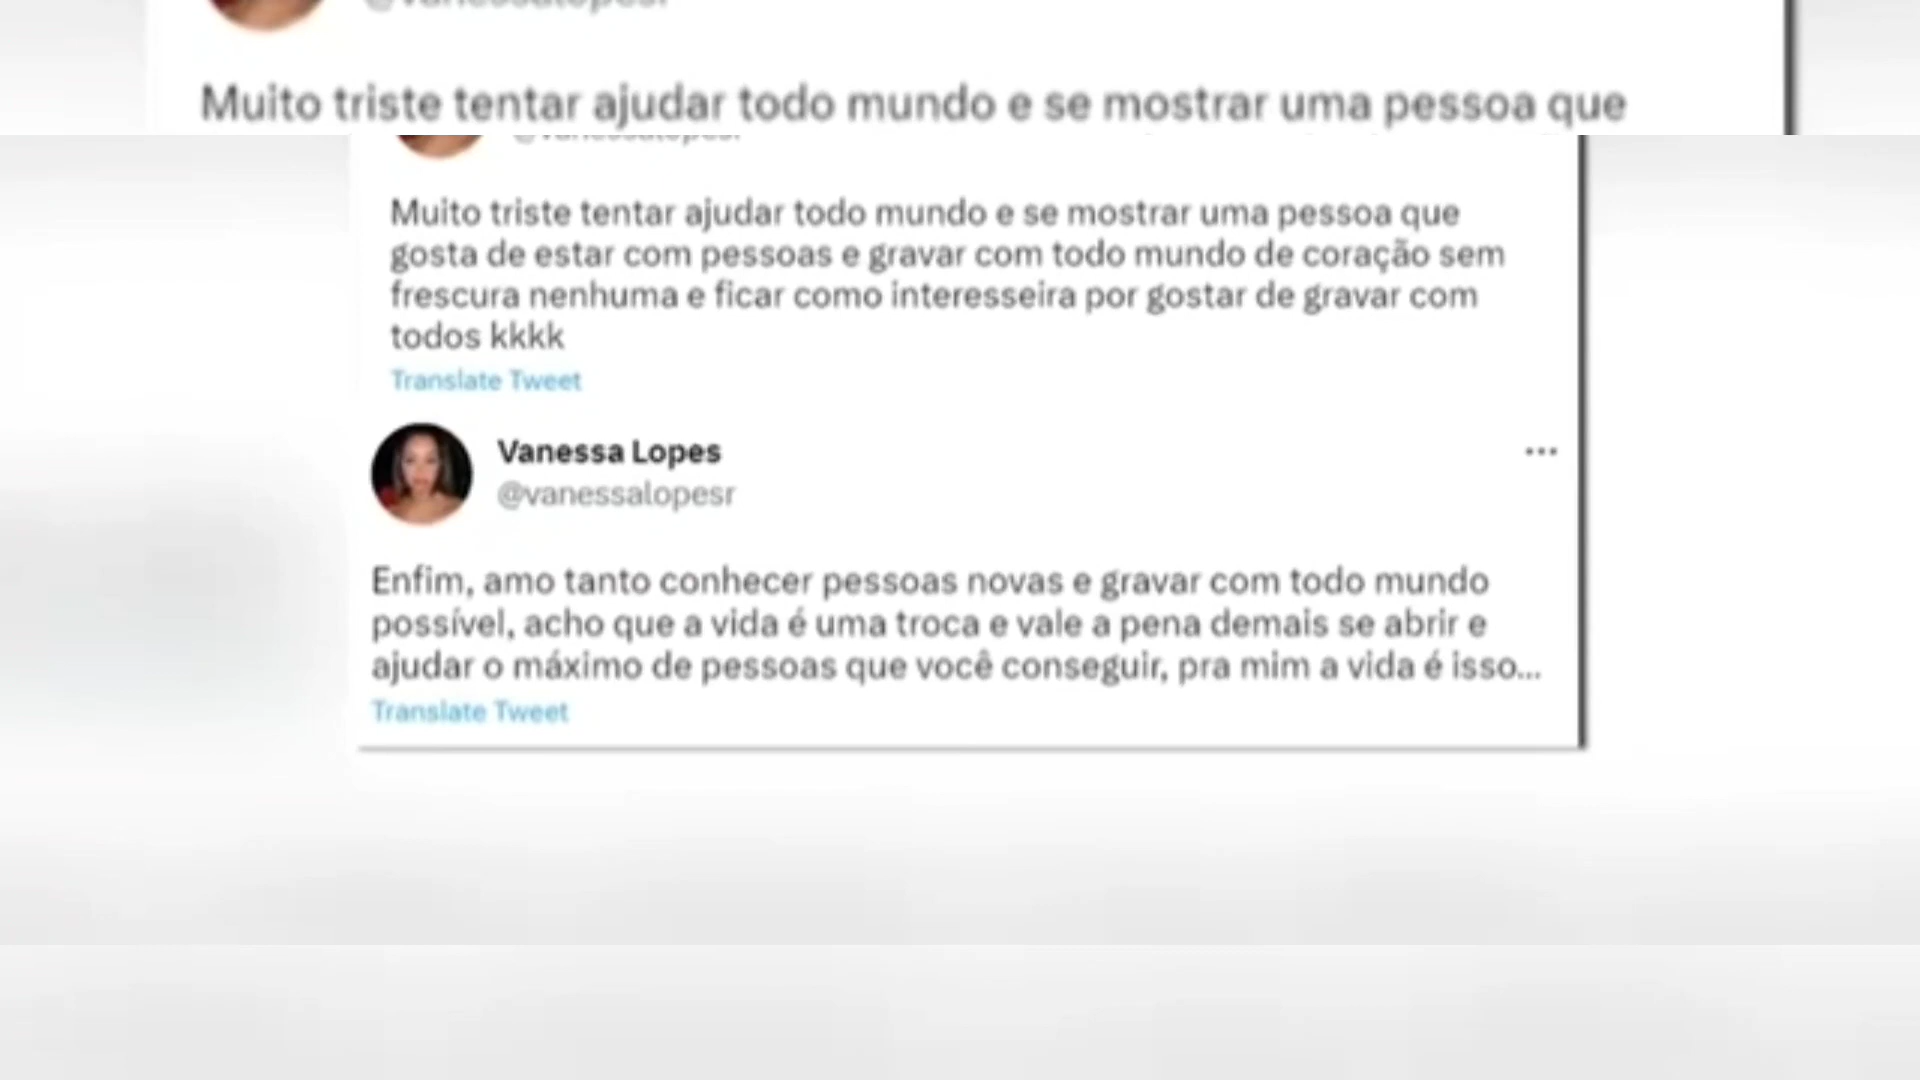 @vanessalopesr
Muito triste tentar ajudar todo mundo e se mostrar uma pessoa que
@vanessalopesr
Muito triste tentar ajudar todo mundo e se mostrar uma pessoa que
gosta de estar com pessoas e gravar com todo mundo de coração sem
frescura nenhuma e ficar como interesseira por gostar de gravar com
todos kkkk
Translate Tweet
Vanessa Lopes
@vanessalopesr
Enfim, amo tanto conhecer pessoas novas e gravar com todo mundo
possível, acho que a vida é uma troca e vale a pena demais se abrir e
ajudar o máximo de pessoas que você conseguir, pra mim a vida é isso...
Translate Tweet